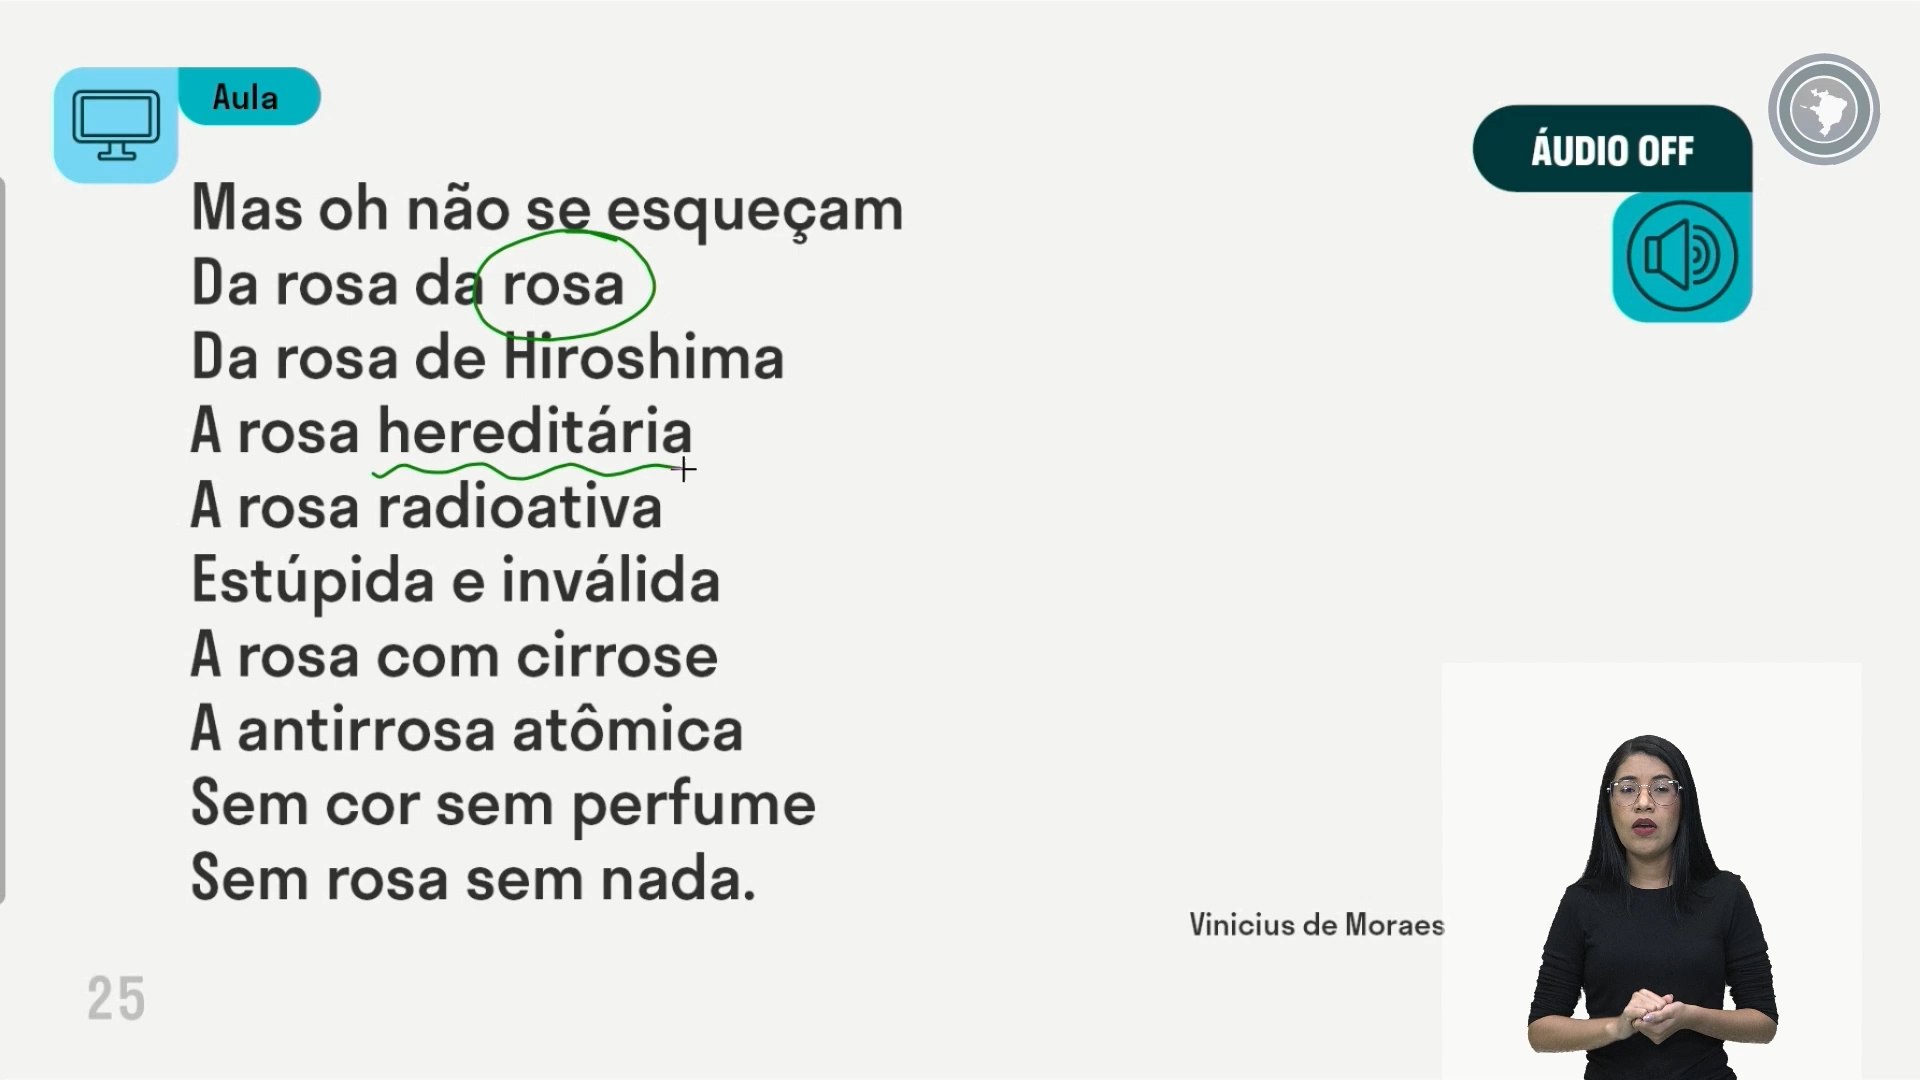 Aula
ÁUDIO OFF
Mas oh não se esqueçam
Da rosa da rosa
Da rosa de Hiroshima
A rosa hereditária
A rosa radioativa
Estúpida e inválida
A rosa com cirrose
A antirrosa atômica
Sem cor sem perfume
Sem rosa sem nada.
Vinicius de Moraes
25